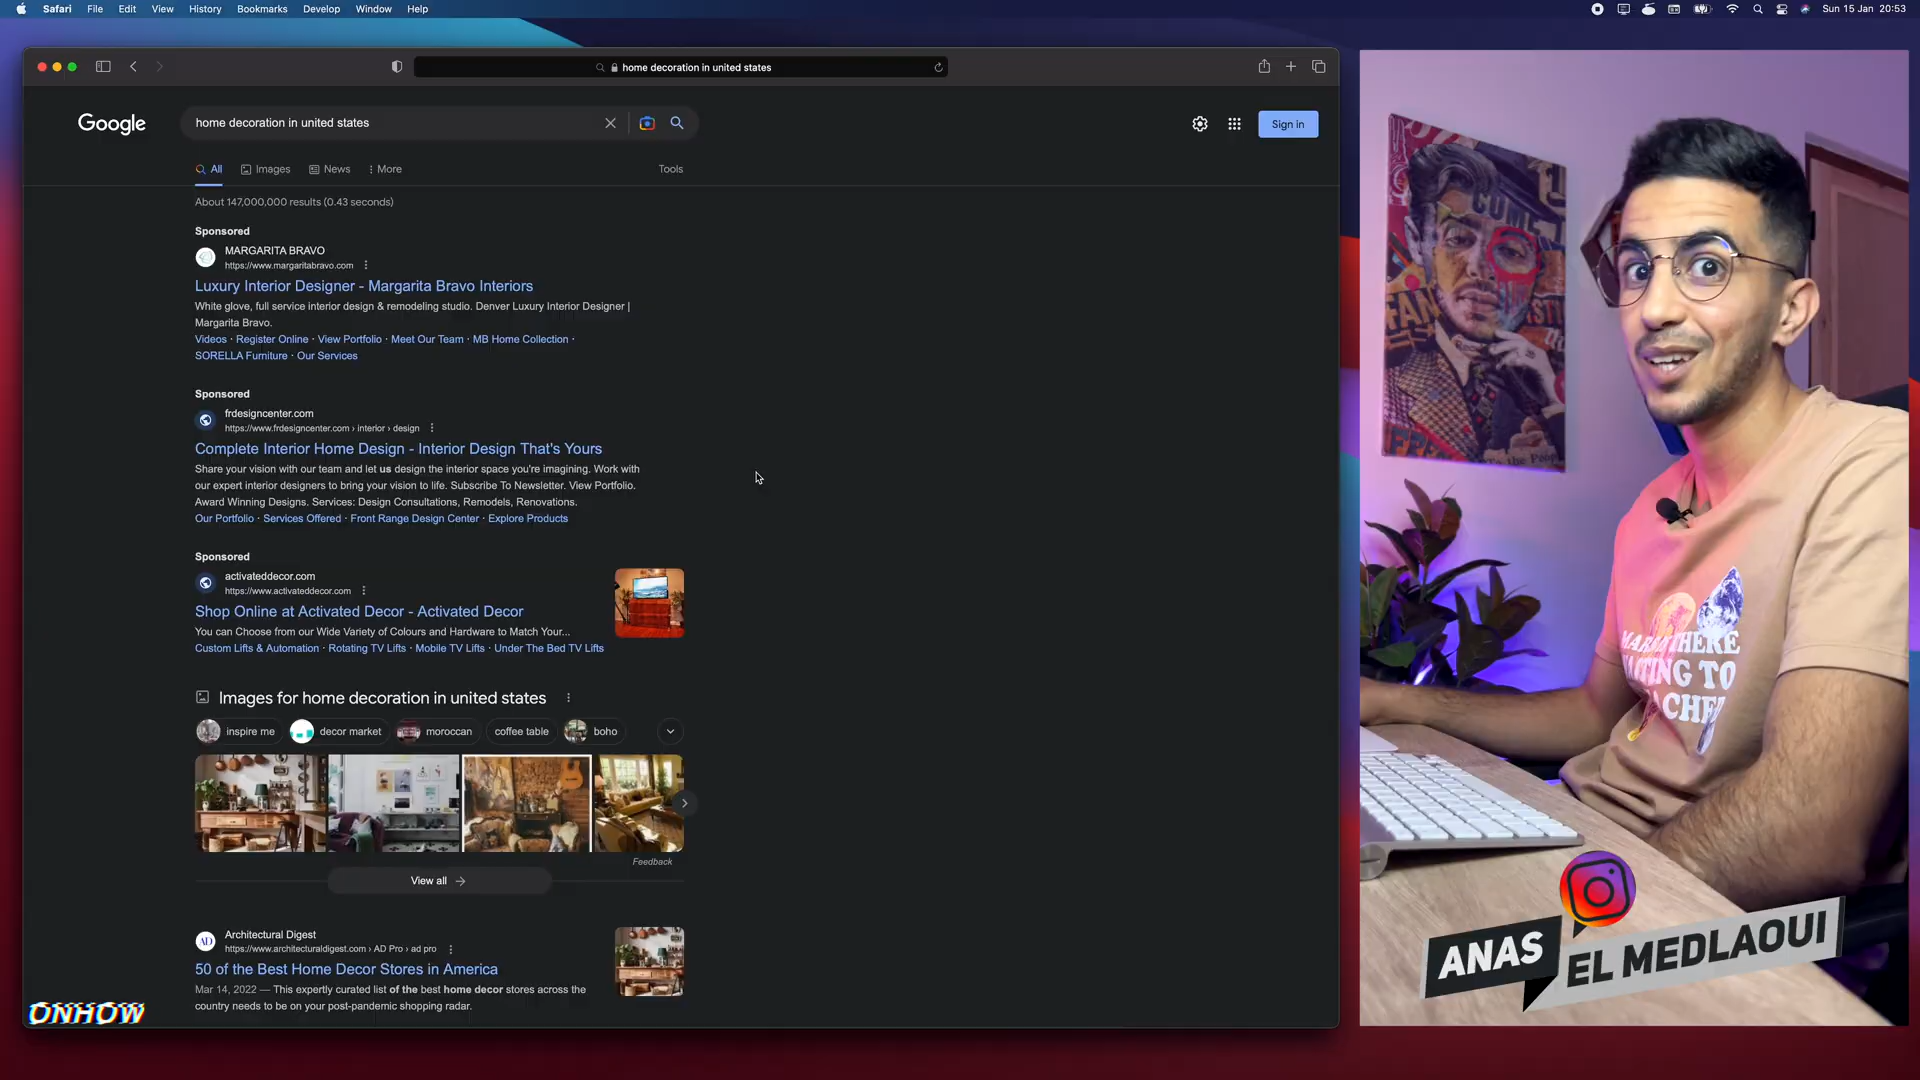 Safari File Edit View History Bookmarks Develop Window Help
Sun 15 Jan 20:53
home decoration in united states
Google
home decoration in united states
Sign in
All Images News More Tools
About 147,000,000 results (0.43 seconds)
Sponsored
MARGARITA BRAVO
https://www.margaritabravo.com
Luxury Interior Designer - Margarita Bravo Interiors
White glove, full service interior design & remodeling studio. Denver Luxury Interior Designer |
Margarita Bravo.
Videos · Register Online · View Portfolio · Meet Our Team · MB Home Collection ·
SORELLA Furniture · Our Services
Sponsored
frdesigncenter.com
https://www.frdesigncenter.com › interior › design
Complete Interior Home Design - Interior Design That's Yours
Share your vision with our team and let us design the interior space you're imagining. Work with
our expert interior designers to bring your vision to life. Subscribe To Newsletter. View Portfolio.
Award Winning Designs. Services: Design Consultations, Remodels, Renovations.
Our Portfolio · Services Offered · Front Range Design Center · Explore Products
Sponsored
activateddecor.com
https://www.activateddecor.com
Shop Online at Activated Decor - Activated Decor
You can Choose from our Wide Variety of Colours and Hardware to Match Your...
Custom Lifts & Automation · Rotating TV Lifts · Mobile TV Lifts · Under The Bed TV Lifts
Images for home decoration in united states
inspire me decor market moroccan coffee table boho
Feedback
View all
AD
Architectural Digest
https://www.architecturaldigest.com › AD Pro › ad pro
50 of the Best Home Decor Stores in America
Mar 14, 2022 — This expertly curated list of the best home decor stores across the
country needs to be on your post-pandemic shopping radar.
ONHOW
ANAS
EL MEDLAOUI